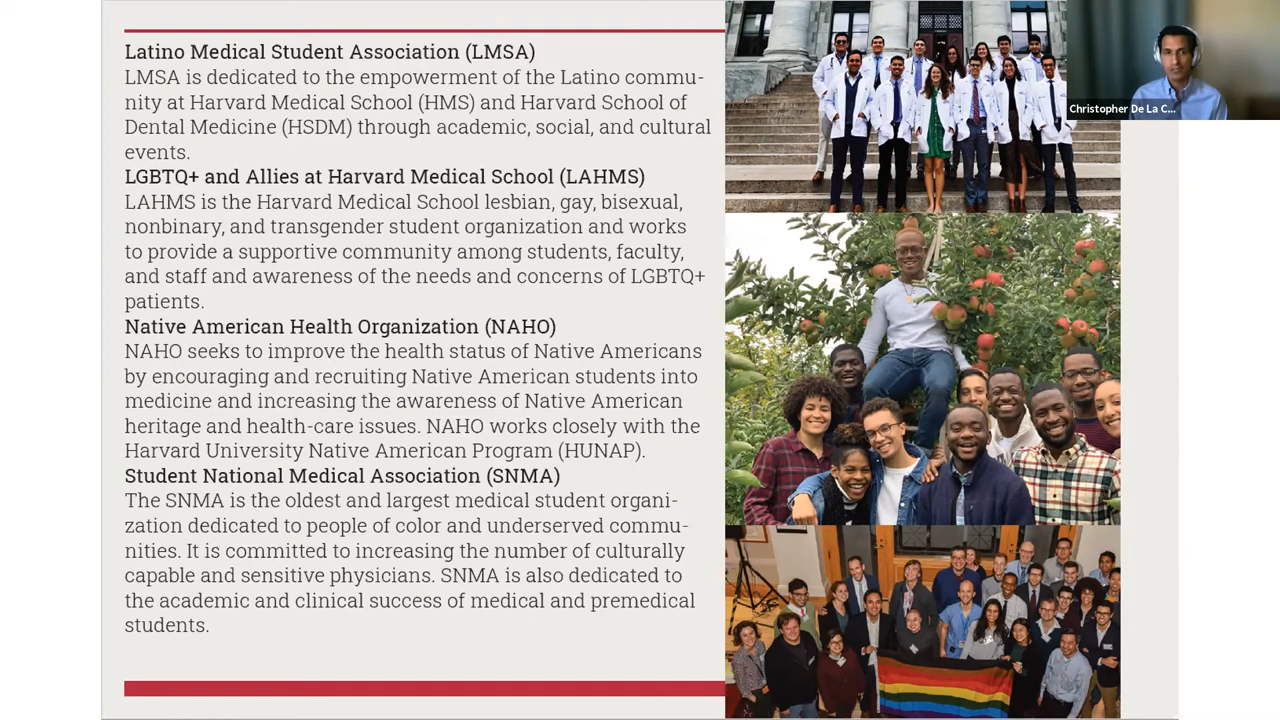 Latino Medical Student Association (LMSA)
LMSA is dedicated to the empowerment of the Latino commu-
nity at Harvard Medical School (HMS) and Harvard School of
Dental Medicine (HSDM) through academic, social, and cultural
events.
LGBTQ+ and Allies at Harvard Medical School (LAHMS)
LAHMS is the Harvard Medical School lesbian, gay, bisexual,
nonbinary, and transgender student organization and works
to provide a supportive community among students, faculty,
and staff and awareness of the needs and concerns of LGBTQ+
patients.
Native American Health Organization (NAHO)
NAHO seeks to improve the health status of Native Americans
by encouraging and recruiting Native American students into
medicine and increasing the awareness of Native American
heritage and health-care issues. NAHO works closely with the
Harvard University Native American Program (HUNAP).
Student National Medical Association (SNMA)
The SNMA is the oldest and largest medical student organi-
zation dedicated to people of color and underserved commu-
nities. It is committed to increasing the number of culturally
capable and sensitive physicians. SNMA is also dedicated to
the academic and clinical success of medical and premedical
students.
Christopher De La C...